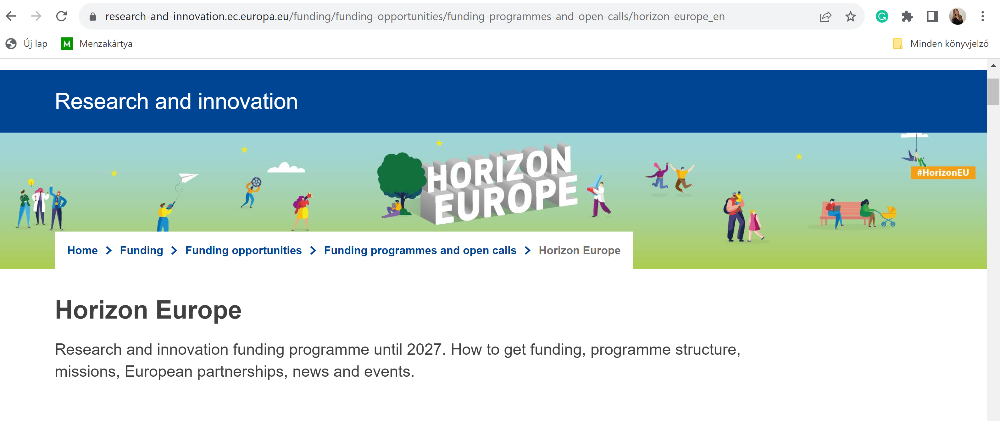 research-and-innovation.ec.europa.eu/funding/funding-opportunities/funding-programmes-and-open-calls/horizon-europe_en
Új lap
M Menzakártya
Minden könyvjelző
Research and innovation
HORIZON
EUROPE
#HorizonEU
Home > Funding > Funding opportunities > Funding programmes and open calls > Horizon Europe
Horizon Europe
Research and innovation funding programme until 2027. How to get funding, programme structure,
missions, European partnerships, news and events.